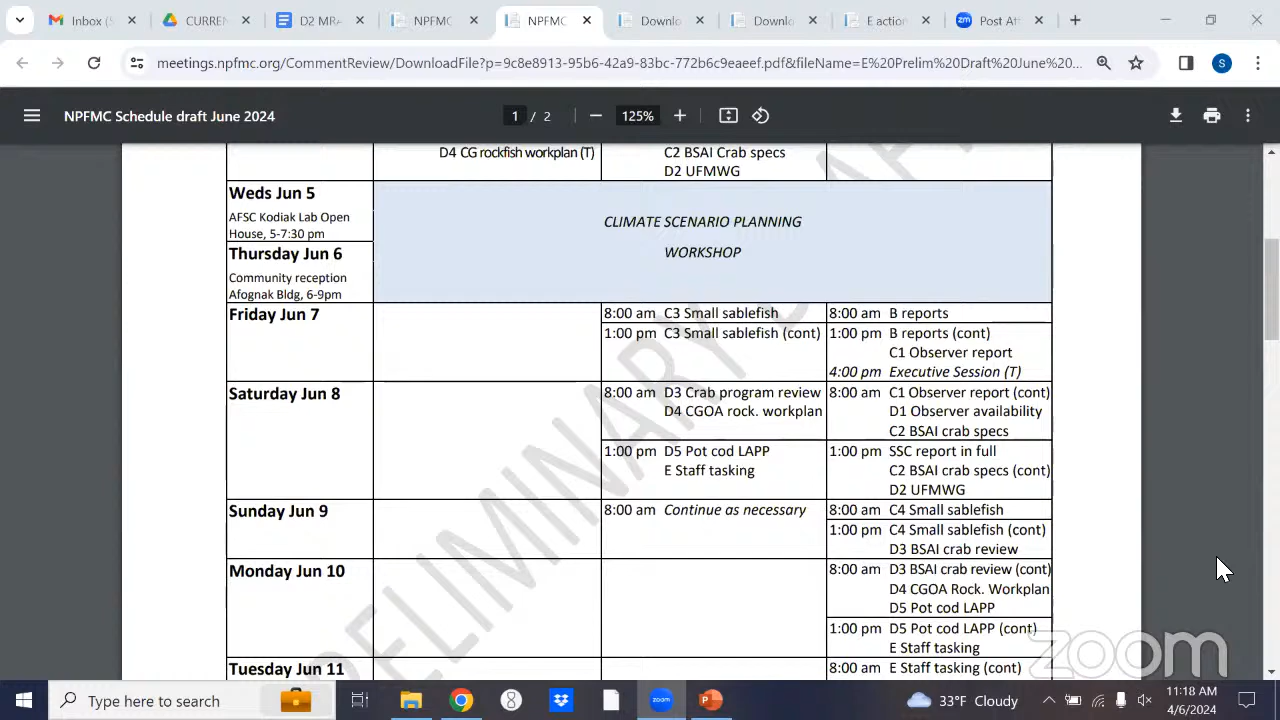 Inbox (S
CURREN
D2 MRA
NPFMC
NPFMC
Downlo
Downlo
E action
zm Post Att
meetings.npfmc.org/CommentReview/DownloadFile?p=9c8e8913-95b6-42a9-83bc-772b6c9eaeef.pdf&fileName=E%20Prelim%20Draft%20June%20...
S
NPFMC Schedule draft June 2024
1 / 2
125%
D4 CG rockfish workplan (T)
C2 BSAI Crab specs
D2 UFMWG
Weds Jun 5
AFSC Kodiak Lab Open
House, 5-7:30 pm
Thursday Jun 6
Community reception
Afognak Bldg, 6-9pm
CLIMATE SCENARIO PLANNING
WORKSHOP
Friday Jun 7
8:00 am C3 Small sablefish
1:00 pm C3 Small sablefish (cont)
8:00 am B reports
1:00 pm B reports (cont)
C1 Observer report
4:00 pm Executive Session (T)
Saturday Jun 8
8:00 am D3 Crab program review
D4 CGOA rock. workplan
1:00 pm D5 Pot cod LAPP
E Staff tasking
8:00 am C1 Observer report (cont)
D1 Observer availability
C2 BSAI crab specs
1:00 pm SSC report in full
C2 BSAI crab specs (cont)
D2 UFMWG
Sunday Jun 9
8:00 am Continue as necessary
8:00 am C4 Small sablefish
1:00 pm C4 Small sablefish (cont)
D3 BSAI crab review
Monday Jun 10
8:00 am D3 BSAI crab review (cont)
D4 CGOA Rock. Workplan
D5 Pot cod LAPP
1:00 pm D5 Pot cod LAPP (cont)
E Staff tasking
Tuesday Jun 11
8:00 am E Staff tasking (cont)
PRELIMINARY
zoom
Type here to search
zoom
33°F Cloudy
11:18 AM
4/6/2024